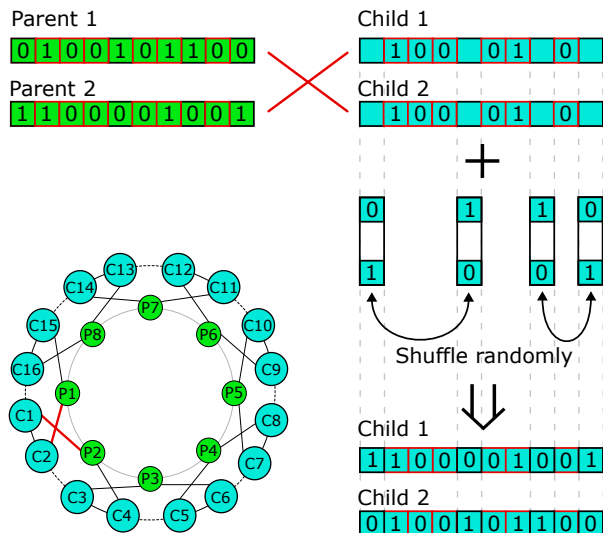 Parent 1
0 1 0 0 1 0 1 1 0 0
Parent 2
1 1 0 0 0 0 1 0 0 1
Child 1
1 0 0 0 1 0
Child 2
1 0 0 0 1 0
+
0 1 1 0
1 0 0 1
Shuffle randomly
Child 1
1 1 0 0 0 0 1 0 0 1
Child 2
0 1 0 0 1 0 1 1 0 0
C13 C12
C14 C11
P7
C15 C10
P8 P6
C16 C9
P1 P5
C1 C8
P2 P4
C2 C7
P3
C3 C6
C4 C5